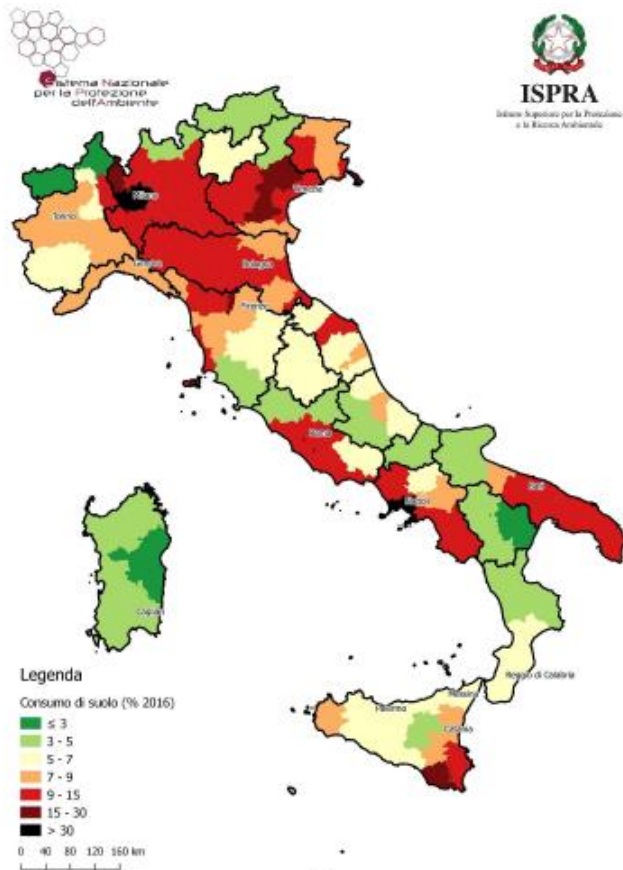 Sistema Nazionale
per la Protezione
dell'Ambiente
ISPRA
Istituto Superiore per la Protezione
e la Ricerca Ambientale
Milano
Venezia
Torino
Genova
Bologna
Firenze
Roma
Napoli
Bari
Cagliari
Reggio di Calabria
Messina
Palermo
Catania
Legenda
Consumo di suolo (% 2016)
≤ 3
3 - 5
5 - 7
7 - 9
9 - 15
15 - 30
> 30
0 40 80 120 160 km